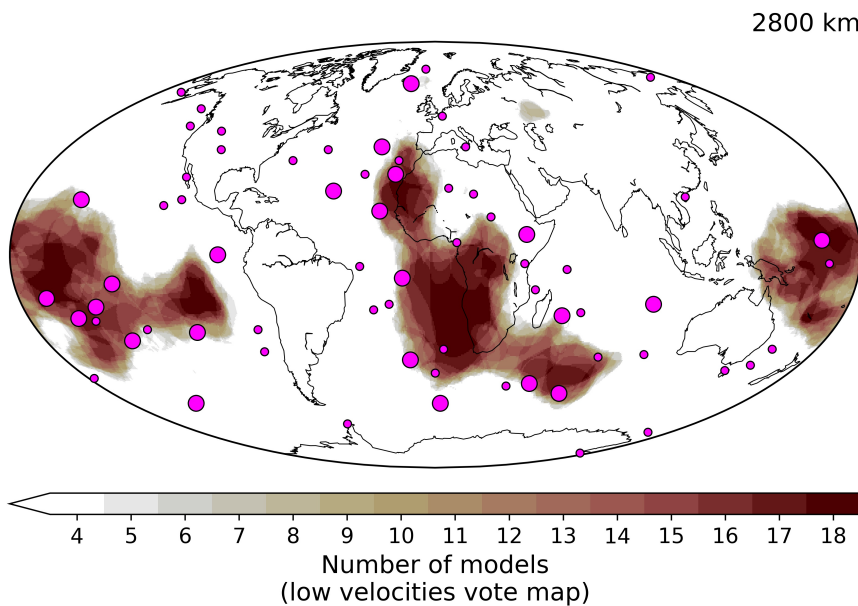 2800 km
4 5 6 7 8 9 10 11 12 13 14 15 16 17 18
Number of models
(low velocities vote map)